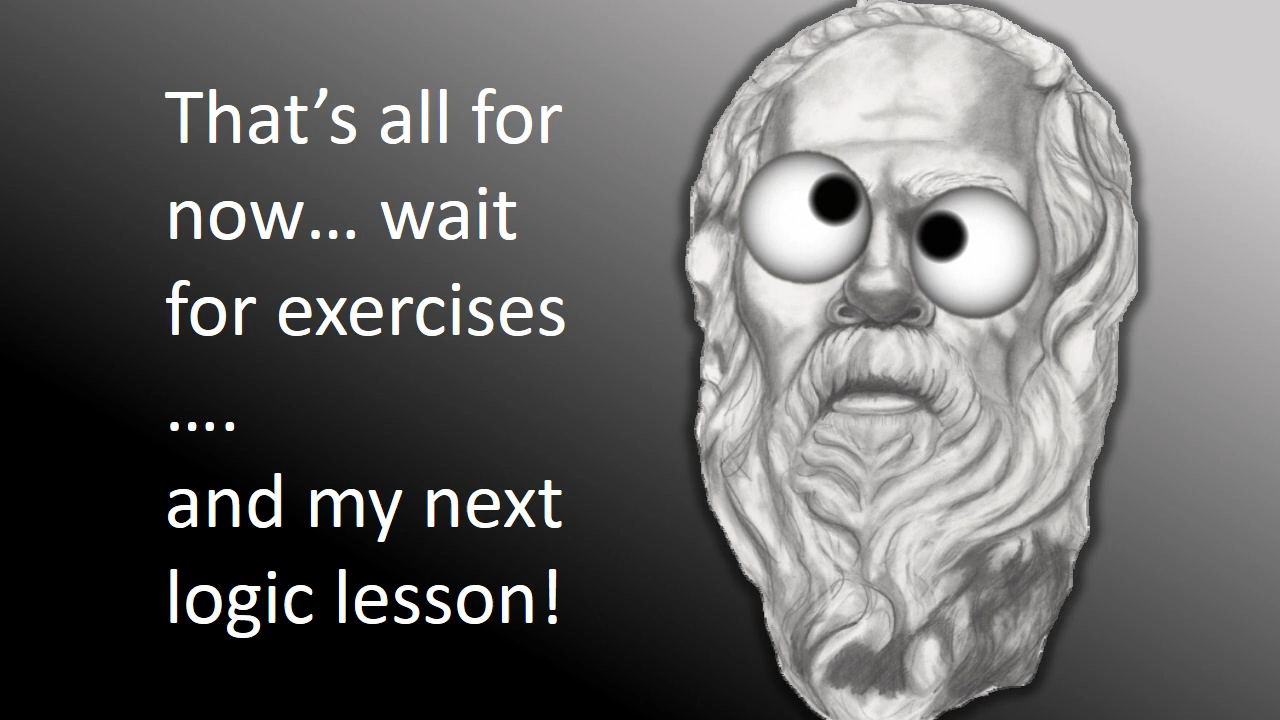 That’s all for
now... wait
for exercises
....
and my next
logic lesson!